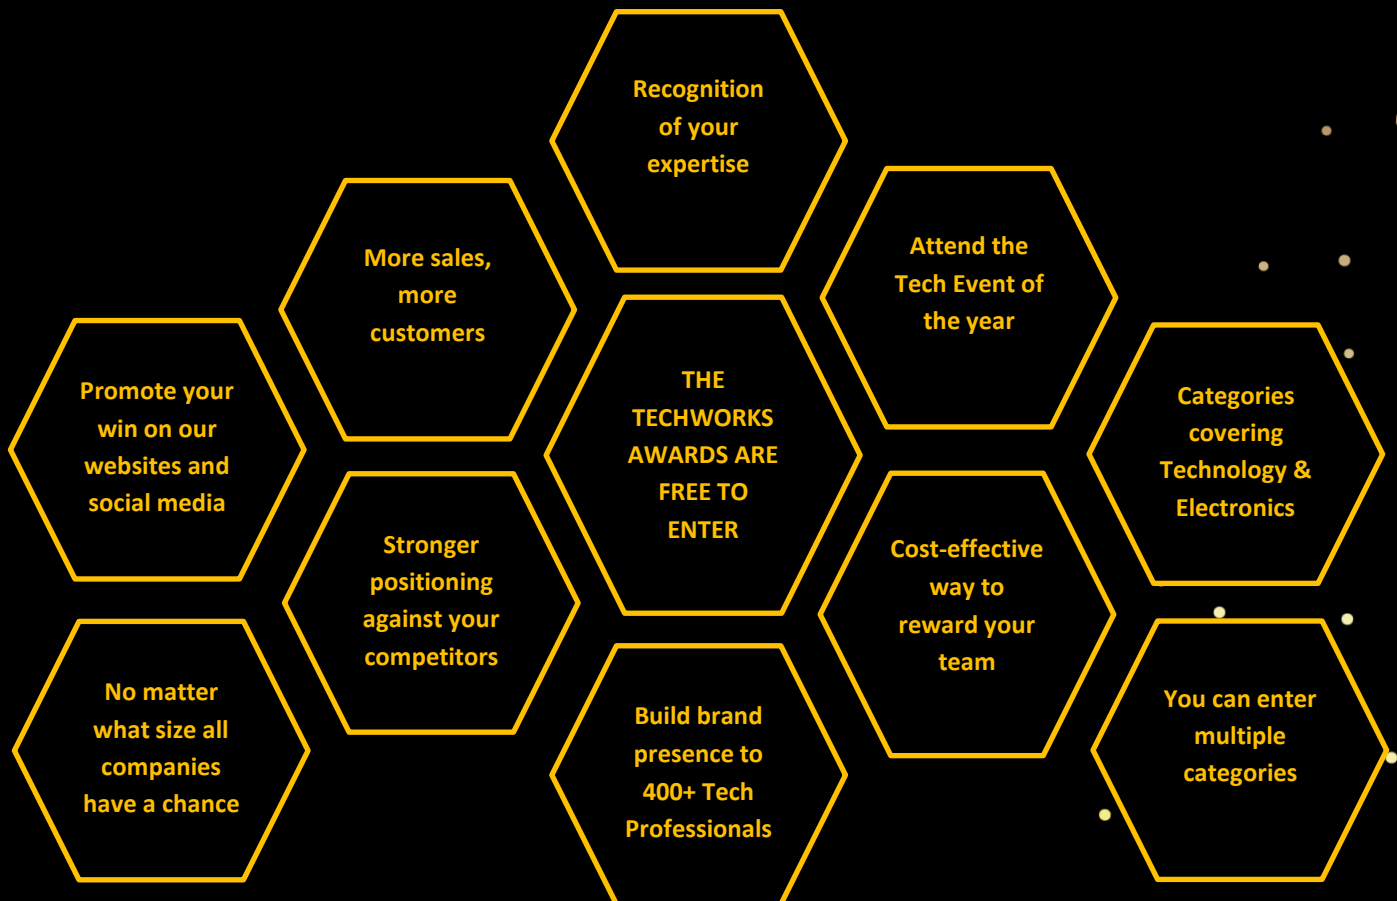 Recognition
of your
expertise
More sales,
more
customers
Attend the
Tech Event of
the year
Promote your
win on our
websites and
social media
THE
TECHWORKS
AWARDS ARE
FREE TO
ENTER
Categories
covering
Technology &
Electronics
Stronger
positioning
against your
competitors
Cost-effective
way to
reward your
team
No matter
what size all
companies
have a chance
Build brand
presence to
400+ Tech
Professionals
You can enter
multiple
categories